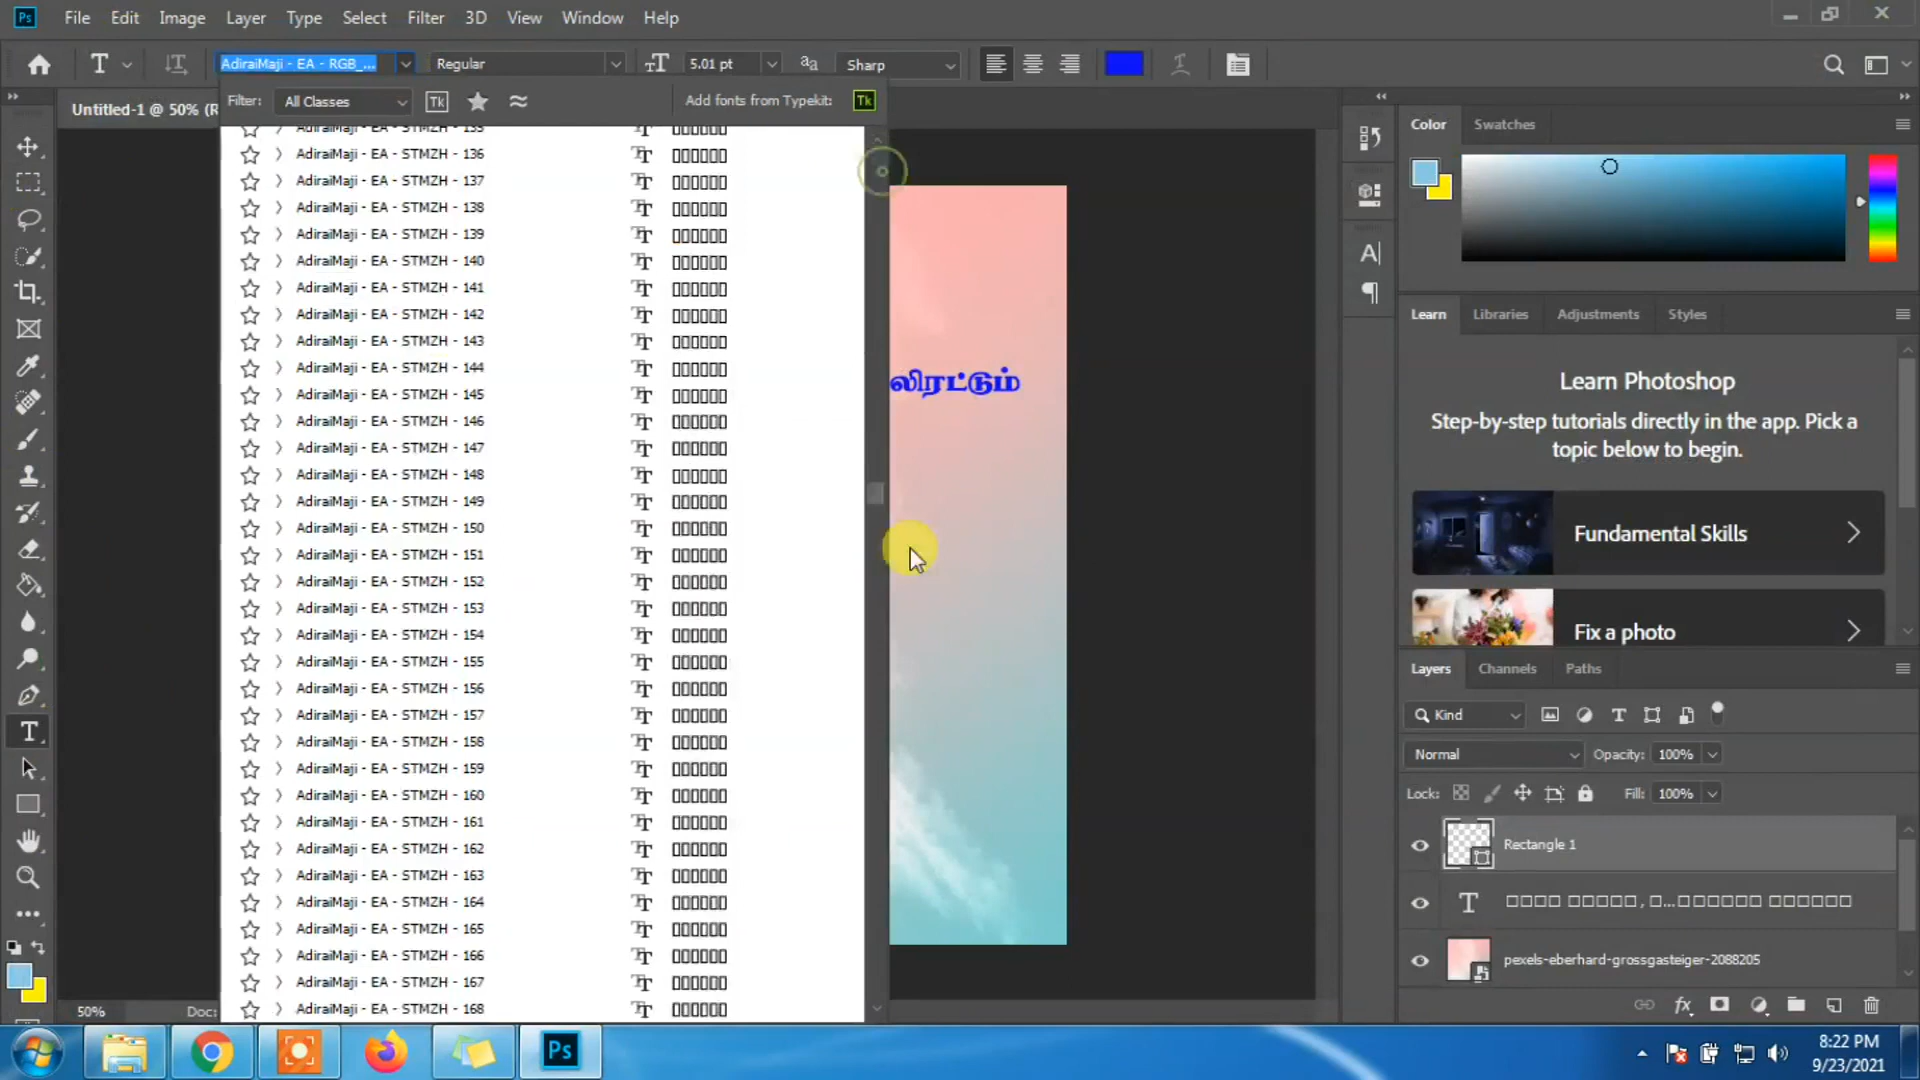 Ps File Edit Image Layer Type Select Filter 3D View Window Help
T AdiraiMaji - EA - RGB_... Regular 5.01 pt Sharp
Filter: All Classes Tk Add fonts from Typekit: Tk
Untitled-1 @ 50% (R
AdiraiMaji - EA - STMZH - 135
AdiraiMaji - EA - STMZH - 136
AdiraiMaji - EA - STMZH - 137
AdiraiMaji - EA - STMZH - 138
AdiraiMaji - EA - STMZH - 139
AdiraiMaji - EA - STMZH - 140
AdiraiMaji - EA - STMZH - 141
AdiraiMaji - EA - STMZH - 142
AdiraiMaji - EA - STMZH - 143
AdiraiMaji - EA - STMZH - 144
AdiraiMaji - EA - STMZH - 145
AdiraiMaji - EA - STMZH - 146
AdiraiMaji - EA - STMZH - 147
AdiraiMaji - EA - STMZH - 148
AdiraiMaji - EA - STMZH - 149
AdiraiMaji - EA - STMZH - 150
AdiraiMaji - EA - STMZH - 151
AdiraiMaji - EA - STMZH - 152
AdiraiMaji - EA - STMZH - 153
AdiraiMaji - EA - STMZH - 154
AdiraiMaji - EA - STMZH - 155
AdiraiMaji - EA - STMZH - 156
AdiraiMaji - EA - STMZH - 157
AdiraiMaji - EA - STMZH - 158
AdiraiMaji - EA - STMZH - 159
AdiraiMaji - EA - STMZH - 160
AdiraiMaji - EA - STMZH - 161
AdiraiMaji - EA - STMZH - 162
AdiraiMaji - EA - STMZH - 163
AdiraiMaji - EA - STMZH - 164
AdiraiMaji - EA - STMZH - 165
AdiraiMaji - EA - STMZH - 166
AdiraiMaji - EA - STMZH - 167
AdiraiMaji - EA - STMZH - 168
லிரட்டும்
50% Doc:
Color Swatches
Learn Libraries Adjustments Styles
Learn Photoshop
Step-by-step tutorials directly in the app. Pick a
topic below to begin.
Fundamental Skills
Fix a photo
Layers Channels Paths
Kind
Normal Opacity: 100%
Lock: Fill: 100%
Rectangle 1
pexels-eberhard-grossgasteiger-2088205
fx
Ps
8:22 PM
9/23/2021